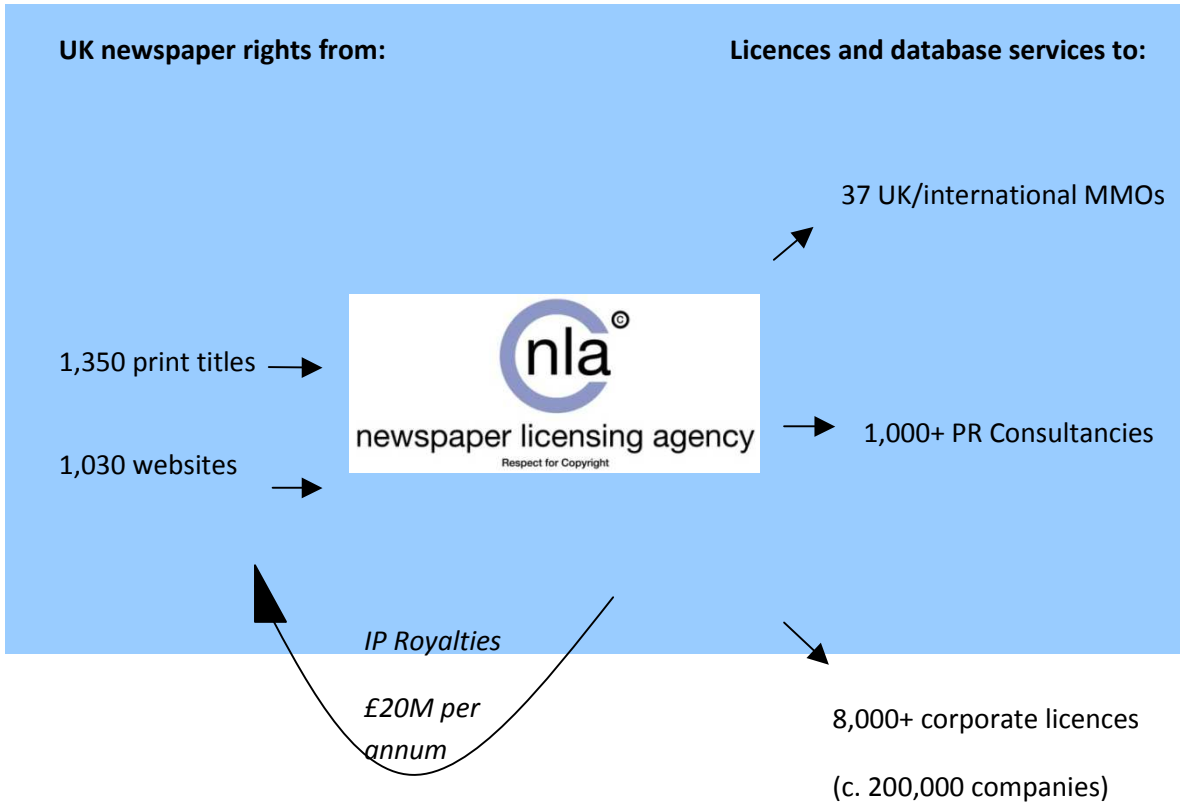 UK newspaper rights from:
Licences and database services to:
37 UK/international MMOs
©
nla
1,350 print titles
newspaper licensing agency
1,000+ PR Consultancies
Respect for Copyright
1,030 websites
IP Royalties
£20M per
annum
8,000+ corporate licences
(c. 200,000 companies)